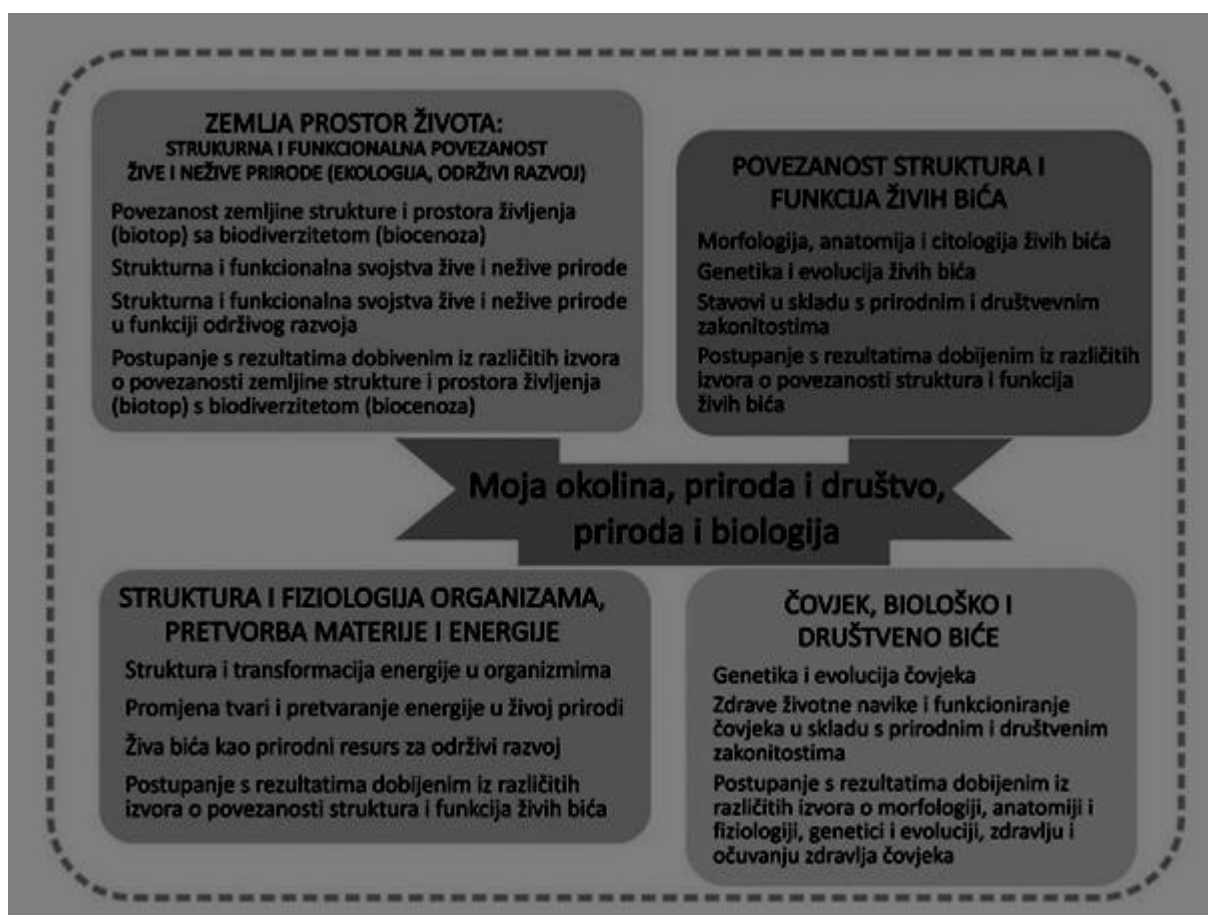 ZEMLJA PROSTOR ŽIVOTA:
STRUKURNA I FUNKCIONALNA POVEZANOST
ŽIVE I NEŽIVE PRIRODE (EKOLOGIJA, ODRŽIVI RAZVOJ)
Povezanost zemljine strukture i prostora življenja
(biotop) sa biodiverzitetom (biocenoza)
Strukturna i funkcionalna svojstva žive i nežive prirode
Strukturna i funkcionalna svojstva žive i nežive prirode
u funkciji održivog razvoja
Postupanje s rezultatima dobivenim iz različitih izvora
o povezanosti zemljine strukture i prostora življenja
(biotop) s biodiverzitetom (biocenoza)
POVEZANOST STRUKTURA I
FUNKCIJA ŽIVIH BIĆA
Morfologija, anatomija i citologija živih bića
Genetika i evolucija živih bića
Stavovi u skladu s prirodnim i društvevnim
zakonitostima
Postupanje s rezultatima dobijenim iz različitih
izvora o povezanosti struktura i funkcija
živih bića
Moja okolina, priroda i društvo,
priroda i biologija
STRUKTURA I FIZIOLOGIJA ORGANIZAMA,
PRETVORBA MATERIJE I ENERGIJE
Struktura i transformacija energije u organizmima
Promjena tvari i pretvaranje energije u živoj prirodi
Živa bića kao prirodni resurs za održivi razvoj
Postupanje s rezultatima dobijenim iz različitih
izvora o povezanosti struktura i funkcija živih bića
ČOVJEK, BIOLOŠKO I
DRUŠTVENO BIĆE
Genetika i evolucija čovjeka
Zdrave životne navike i funkcioniranje
čovjeka u skladu s prirodnim i društvenim
zakonitostima
Postupanje s rezultatima dobijenim iz
različitih izvora o morfologiji, anatomiji i
fiziologiji, genetici i evoluciji, zdravlju i
očuvanju zdravlja čovjeka